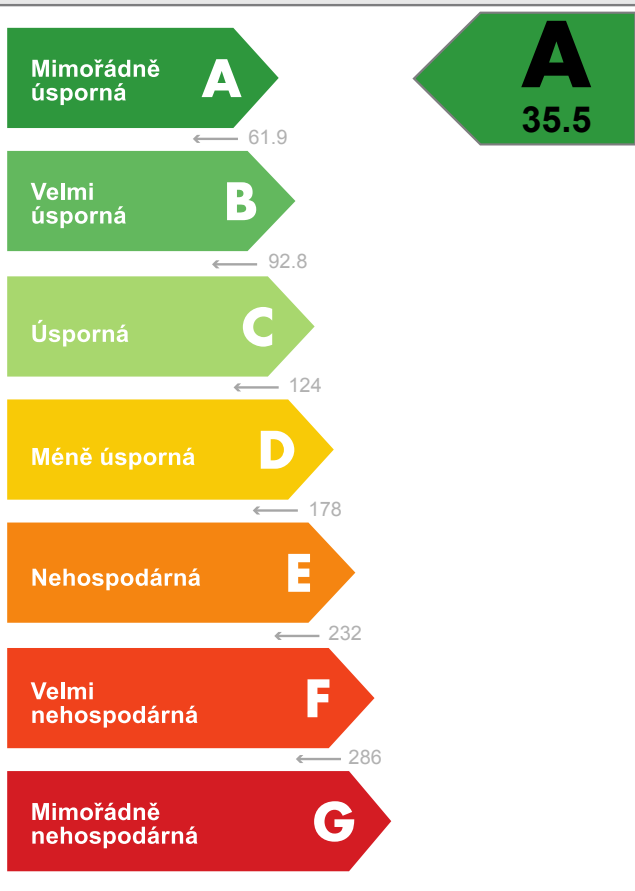 Mimořádně
úsporná
A
A
35.5
61.9
Velmi
úsporná
B
92.8
Úsporná
C
124
Méně úsporná
D
178
Nehospodárná
E
232
Velmi
nehospodárná
F
286
Mimořádně
nehospodárná
G